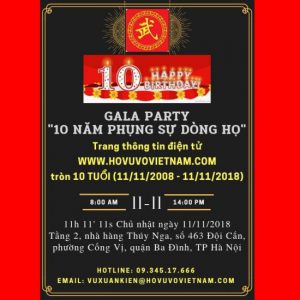 武
10 HAPPY
BIRTHDAY!
GALA PARTY
"10 NĂM PHỤNG SỰ DÒNG HỌ"
Trang thông tin điện tử
WWW.HOVUVOVIETNAM.COM
tròn 10 TUỔI (11/11/2008 - 11/11/2018)
8:00 AM 11-11 14:00 PM
11h 11' 11s Chủ nhật ngày 11/11/2018
Tầng 2, nhà hàng Thúy Nga, số 463 Đội Cấn,
phường Cống Vị, quận Ba Đình, TP Hà Nội
HOTLINE: 09.345.17.666
EMAIL: VUXUANKIEN@HOVUVOVIETNAM.COM